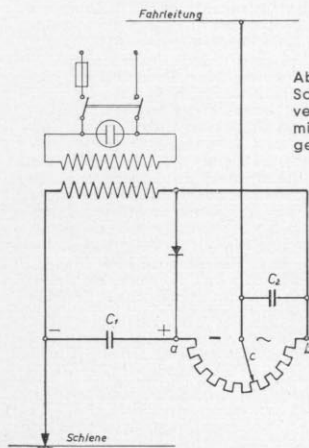 Fahrleitung
Ab
Sc
ve
mi
ge
C₂
− C₁ +
a − ~ b
c
Schiene